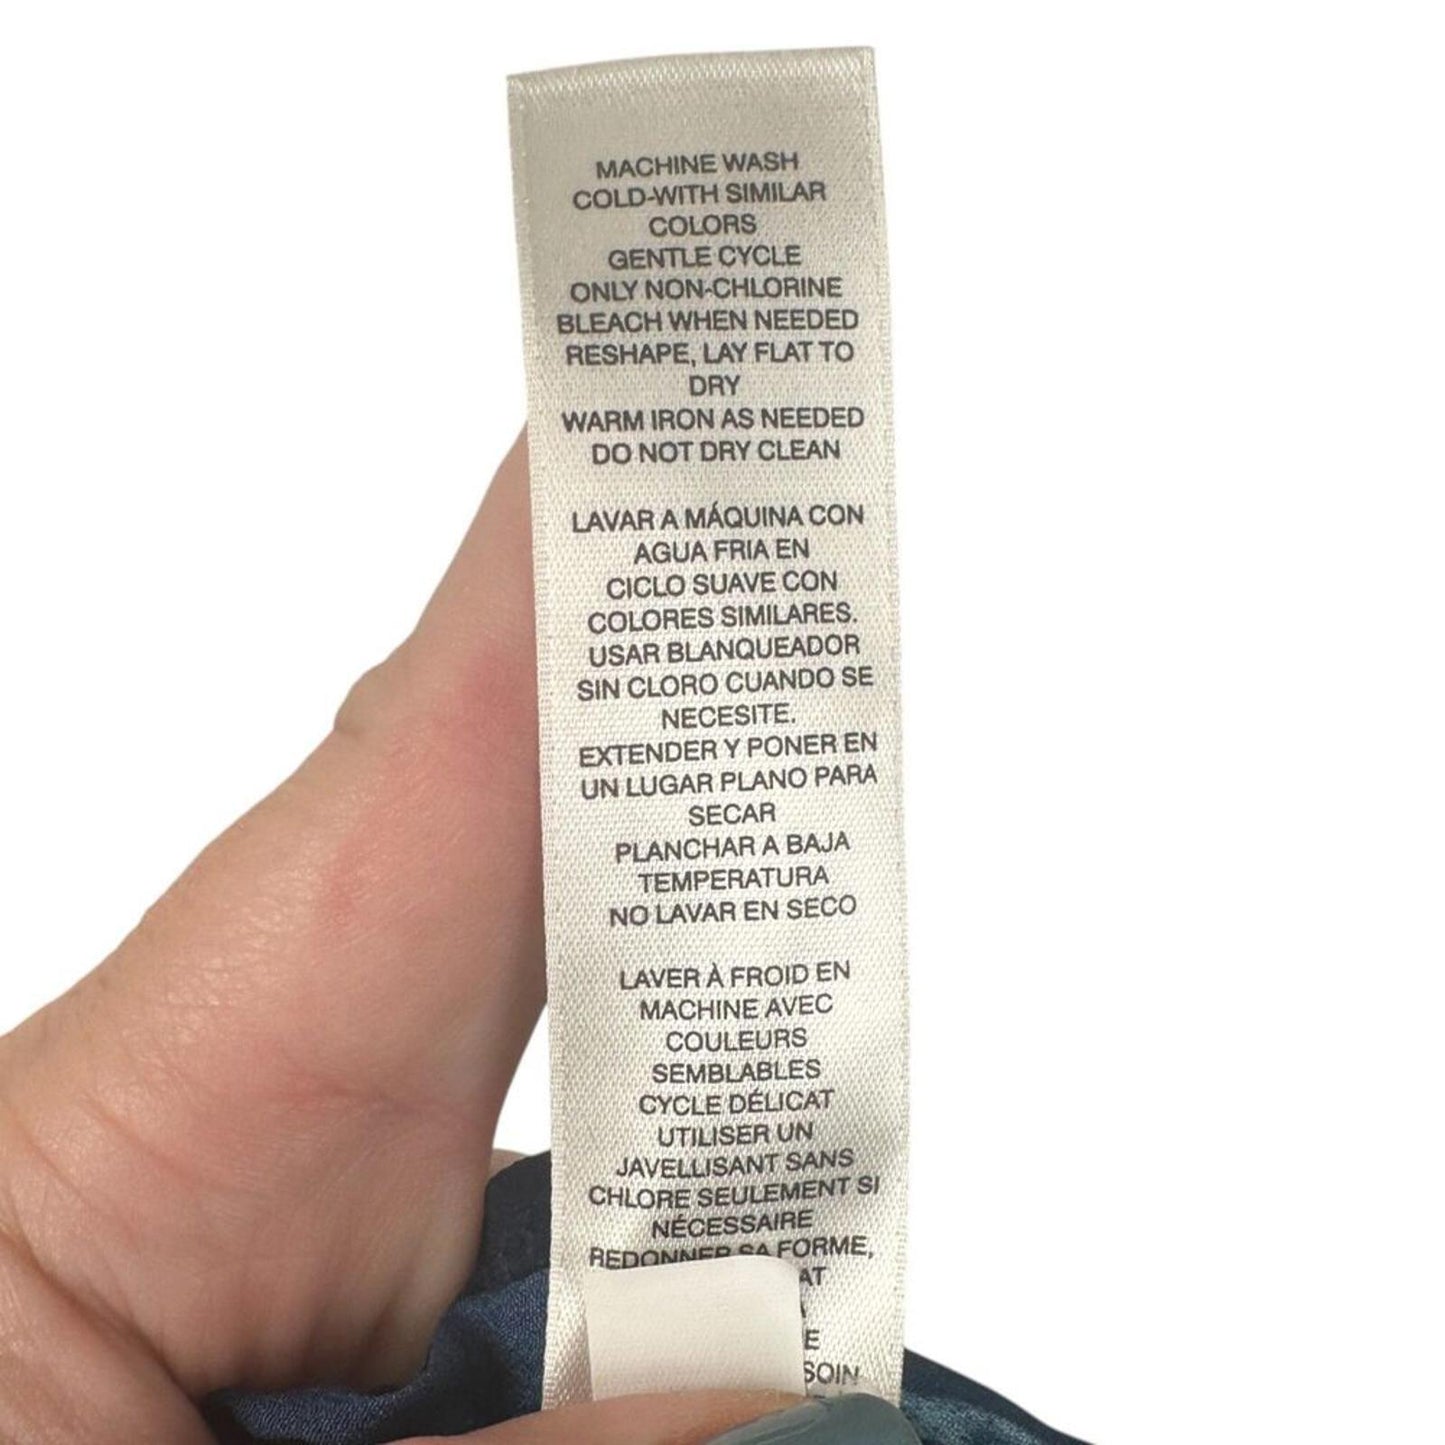 MACHINE WASH
COLD-WITH SIMILAR
COLORS
GENTLE CYCLE
ONLY NON-CHLORINE
BLEACH WHEN NEEDED
RESHAPE, LAY FLAT TO
DRY
WARM IRON AS NEEDED
DO NOT DRY CLEAN
LAVAR A MÁQUINA CON
AGUA FRIA EN
CICLO SUAVE CON
COLORES SIMILARES.
USAR BLANQUEADOR
SIN CLORO CUANDO SE
NECESITE.
EXTENDER Y PONER EN
UN LUGAR PLANO PARA
SECAR
PLANCHAR A BAJA
TEMPERATURA
NO LAVAR EN SECO
LAVER À FROID EN
MACHINE AVEC
COULEURS
SEMBLABLES
CYCLE DÉLICAT
UTILISER UN
JAVELLISANT SANS
CHLORE SEULEMENT SI
NÉCESSAIRE
REDONNER SA FORME,
AT
E
SOIN